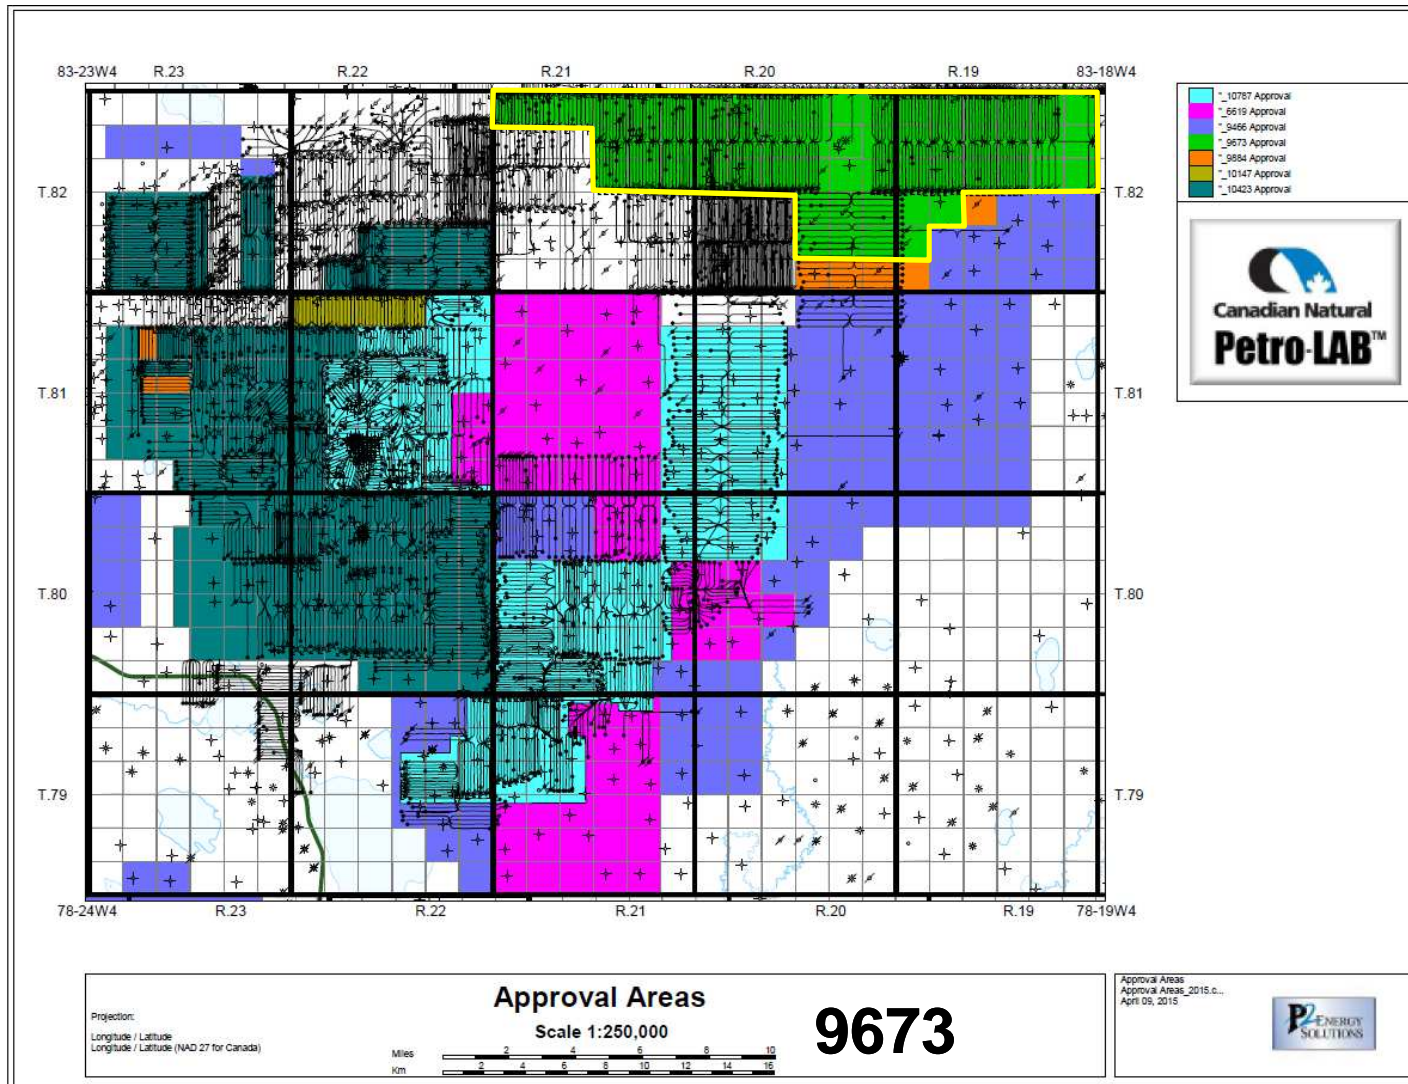 83-23W4 R.23 R.22 R.21 R.20 R.19 83-18W4
"_10787 Approval
"_6619 Approval
"_9466 Approval
"_9673 Approval
"_9884 Approval
"_10147 Approval
"_10423 Approval
T.82 T.82
Canadian Natural
Petro-LAB™
T.81 T.81
T.80 T.80
T.79 T.79
78-24W4 R.23 R.22 R.21 R.20 R.19 78-19W4
Projection:
Longitude / Latitude
Longitude / Latitude (NAD 27 for Canada)
Approval Areas
Scale 1:250,000
Miles 2 4 6 8 10
Km 2 4 6 8 10 12 14 16
9673
Approval Areas
Approval Areas_2015.c...
April 09, 2015
P2 ENERGY
SOLUTIONS